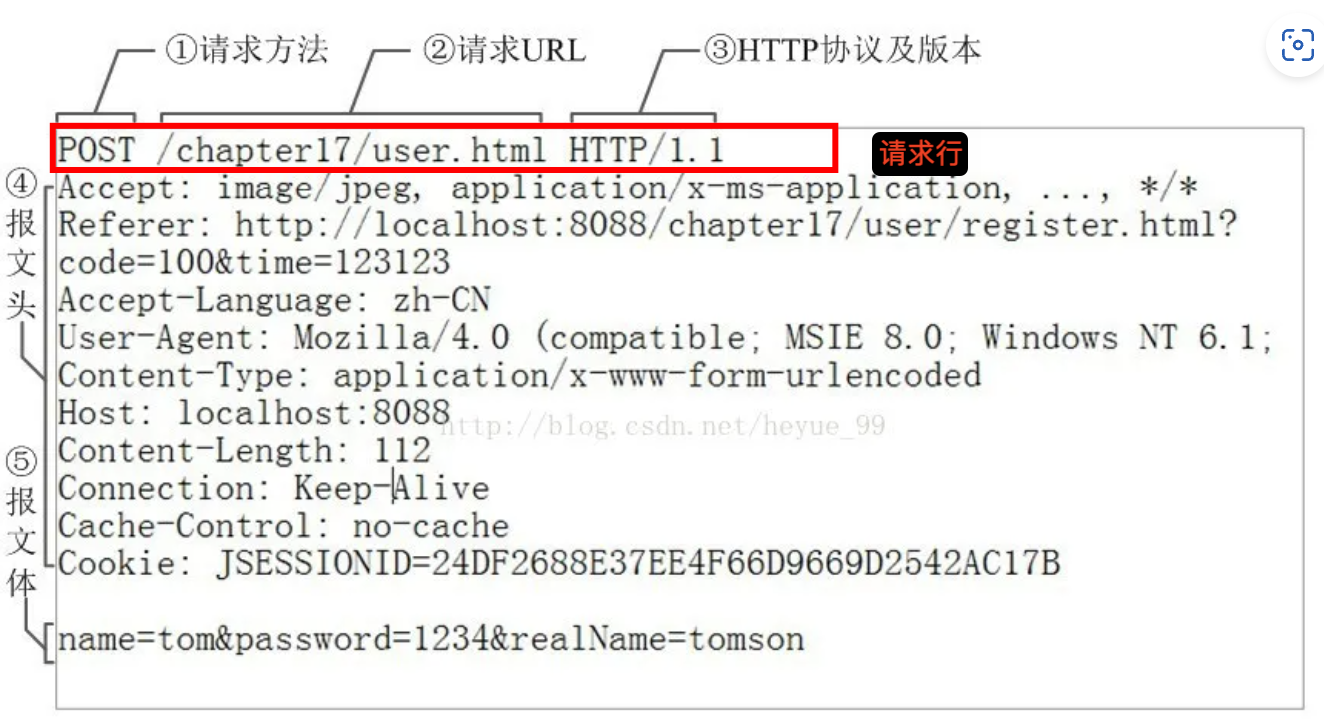 ①请求方法 ②请求URL ③HTTP协议及版本
POST /chapter17/user.html HTTP/1.1
请求行
④报文头
Accept: image/jpeg, application/x-ms-application, ..., */*
Referer: http://localhost:8088/chapter17/user/register.html?
code=100&time=123123
Accept-Language: zh-CN
User-Agent: Mozilla/4.0 (compatible; MSIE 8.0; Windows NT 6.1;
Content-Type: application/x-www-form-urlencoded
Host: localhost:8088
http://blog.csdn.net/heyue_99
Content-Length: 112
Connection: Keep-Alive
Cache-Control: no-cache
Cookie: JSESSIONID=24DF2688E37EE4F66D9669D2542AC17B
⑤报文体
name=tom&password=1234&realName=tomson